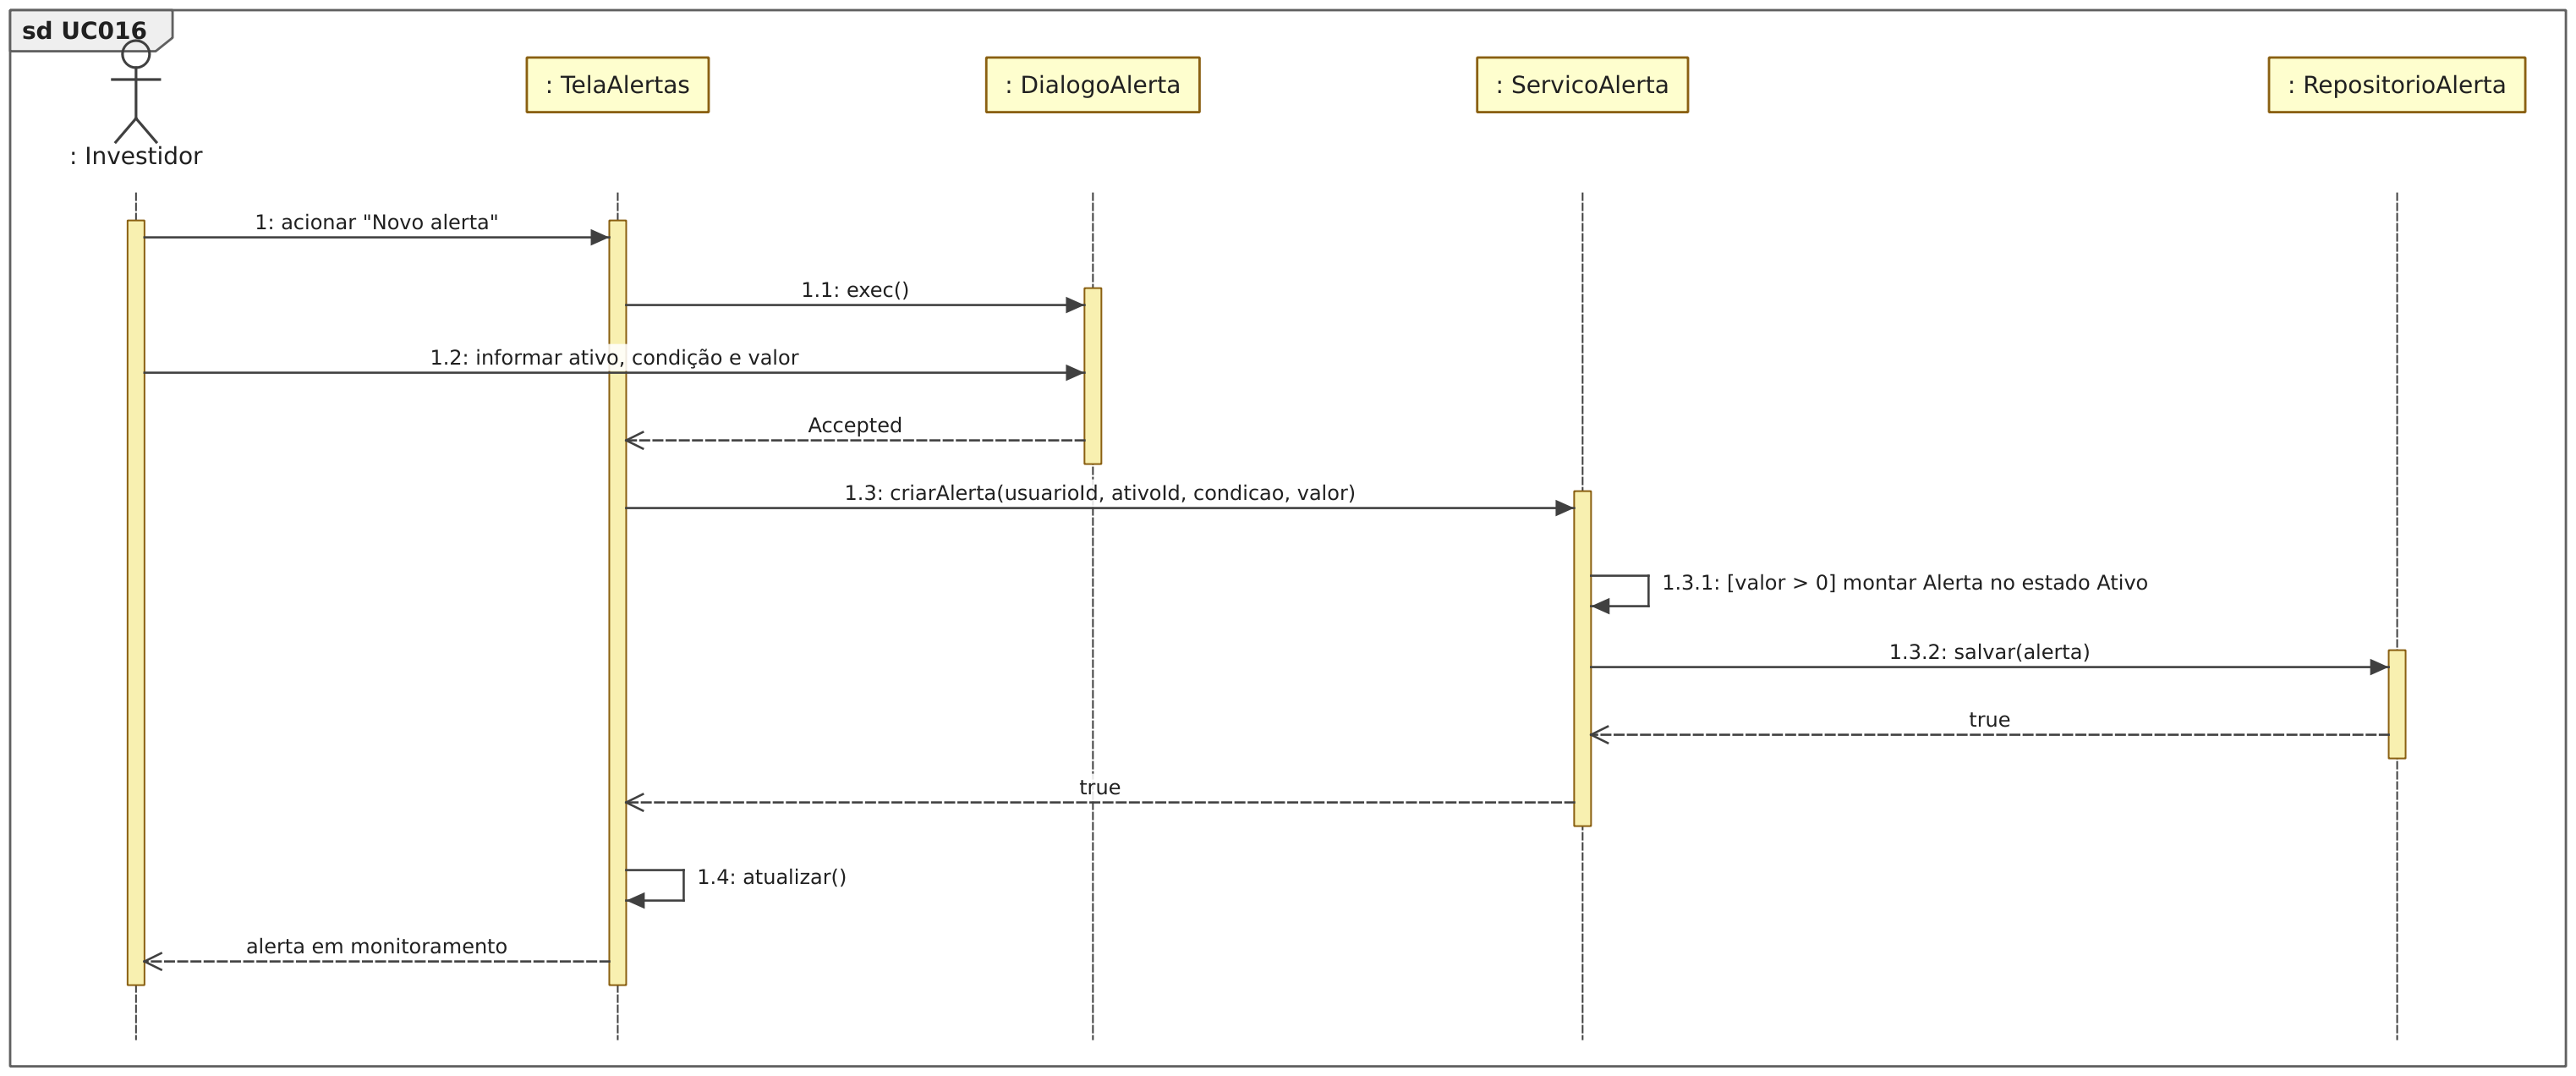 sd UC016
: Investidor
: TelaAlertas
: DialogoAlerta
: ServicoAlerta
: RepositorioAlerta
1: acionar "Novo alerta"
1.1: exec()
1.2: informar ativo, condição e valor
Accepted
1.3: criarAlerta(usuarioId, ativoId, condicao, valor)
1.3.1: [valor > 0] montar Alerta no estado Ativo
1.3.2: salvar(alerta)
true
true
1.4: atualizar()
alerta em monitoramento